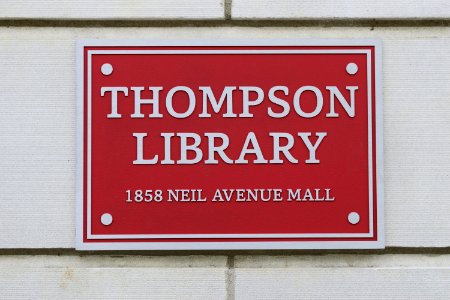 THOMPSON
LIBRARY
1858 NEIL AVENUE MALL